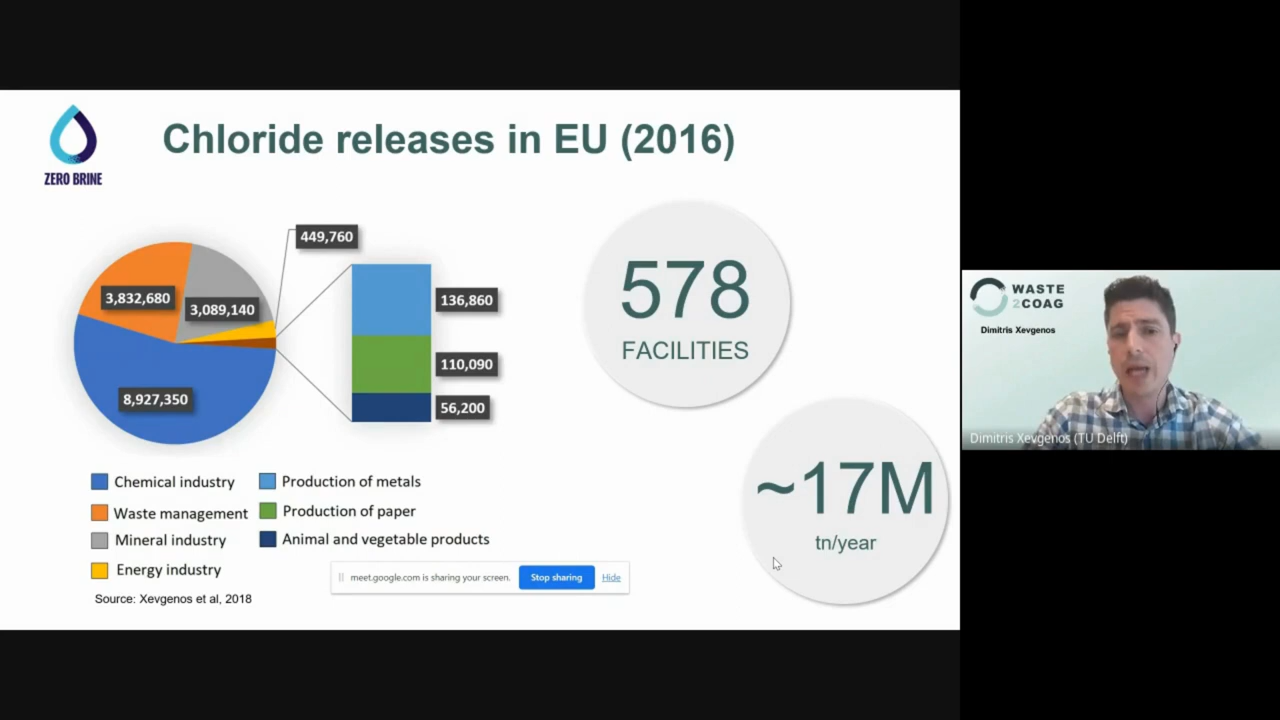 ZERO BRINE
Chloride releases in EU (2016)
449,760
3,832,680
3,089,140
8,927,350
136,860
110,090
56,200
578
FACILITIES
~17M
tn/year
Chemical industry
Waste management
Mineral industry
Energy industry
Production of metals
Production of paper
Animal and vegetable products
Source: Xevgenos et al, 2018
meet.google.com is sharing your screen.
Stop sharing
Hide
WASTE
2COAG
Dimitris Xevgenos
Dimitris Xevgenos (TU Delft)